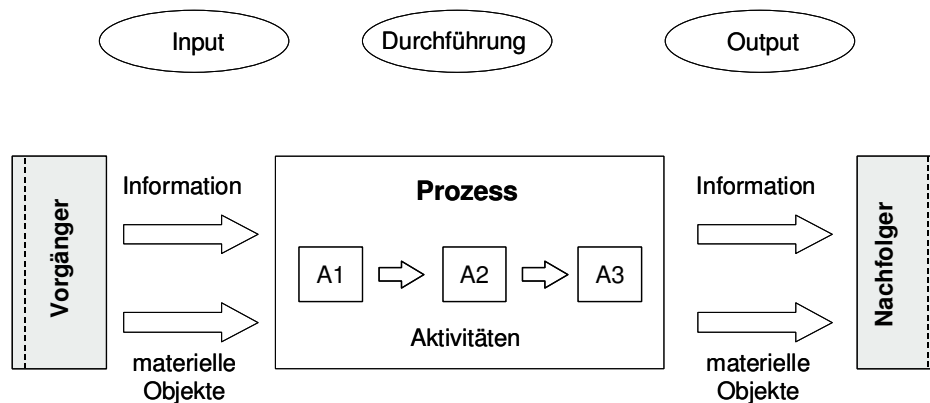 Input
Durchführung
Output
Vorgänger
Information
materielle
Objekte
Prozess
A1
A2
A3
Aktivitäten
Information
materielle
Objekte
Nachfolger